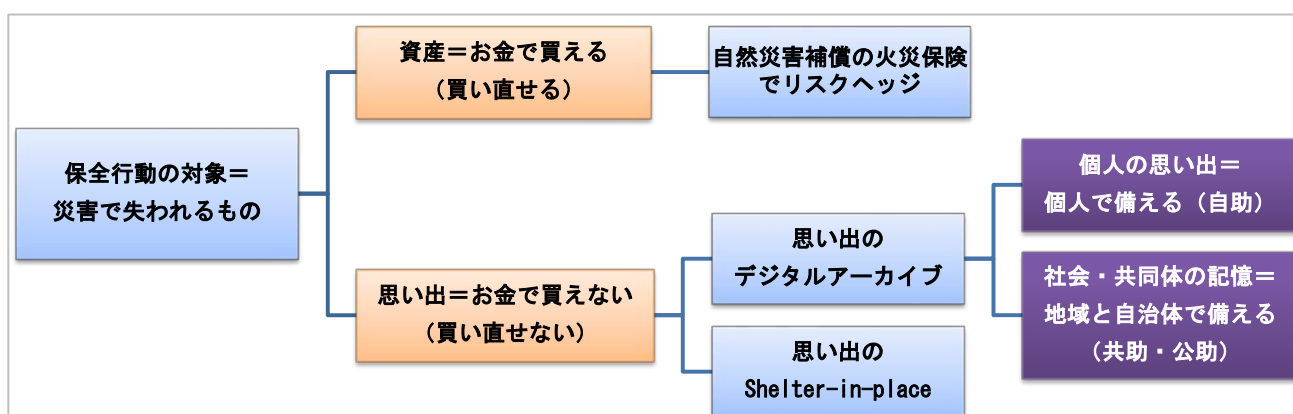 保全行動の対象＝
災害で失われるもの
資産＝お金で買える
（買い直せる）
自然災害補償の火災保険
でリスクヘッジ
思い出＝お金で買えない
（買い直せない）
思い出の
デジタルアーカイブ
個人の思い出＝
個人で備える（自助）
社会・共同体の記憶＝
地域と自治体で備える
（共助・公助）
思い出の
Shelter-in-place